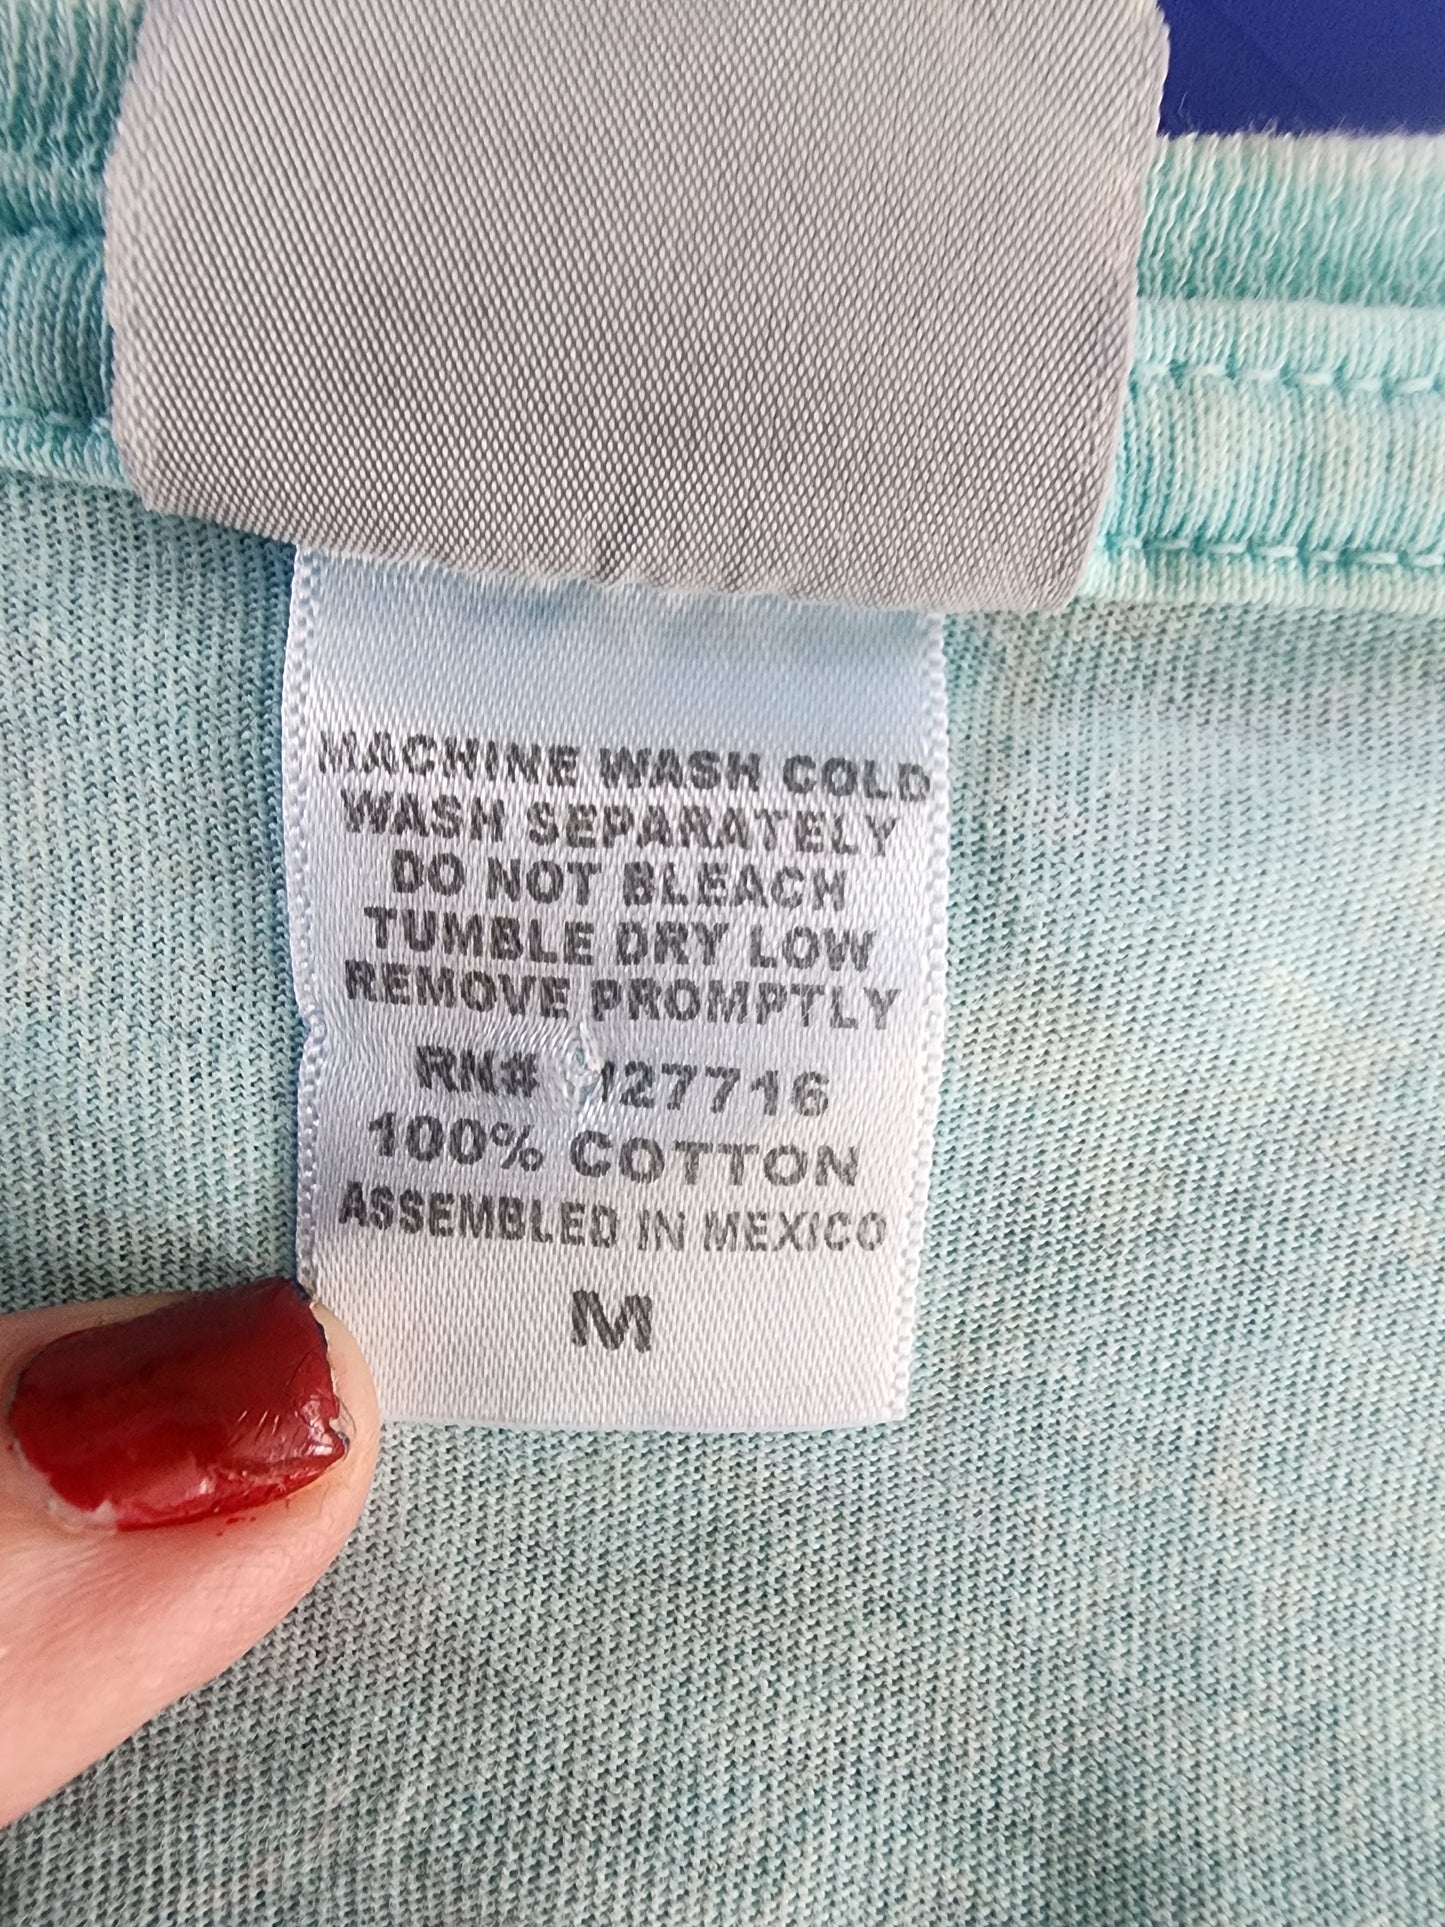 MACHINE WASH COLD
WASH SEPARATELY
DO NOT BLEACH
TUMBLE DRY LOW
REMOVE PROMPTLY
RN# 127716
100% COTTON
ASSEMBLED IN MEXICO
M